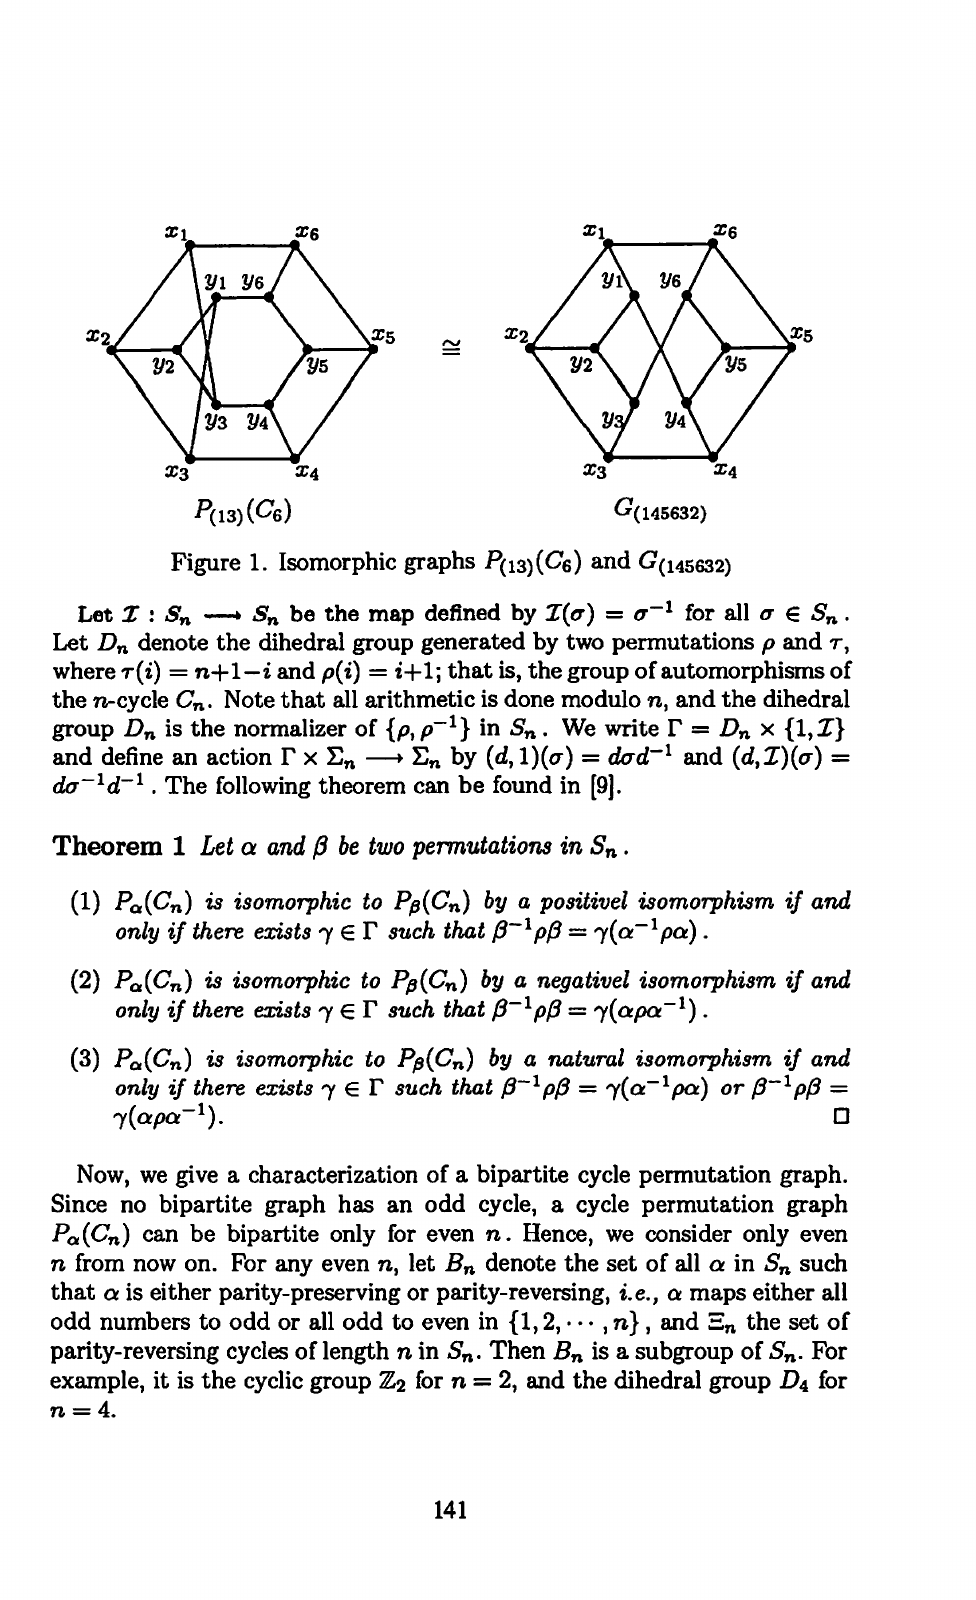 x₁ x₆ x₁ x₆
y₁ y₆ y₁ y₆
x₂ x₅ ≅ x₂ x₅
y₂ y₅ y₂ y₅
y₃ y₄ y₃ y₄
x₃ x₄ x₃ x₄
P₍₁₃₎(C₆) G₍₁₄₅₆₃₂₎
Figure 1. Isomorphic graphs P₍₁₃₎(C₆) and G₍₁₄₅₆₃₂₎
Let 𝓘 : Sₙ ⟶ Sₙ be the map defined by 𝓘(σ) = σ⁻¹ for all σ ∈ Sₙ.
Let Dₙ denote the dihedral group generated by two permutations ρ and τ,
where τ(i) = n+1−i and ρ(i) = i+1; that is, the group of automorphisms of
the n-cycle Cₙ. Note that all arithmetic is done modulo n, and the dihedral
group Dₙ is the normalizer of {ρ, ρ⁻¹} in Sₙ. We write Γ = Dₙ × {1, 𝓘}
and define an action Γ × Σₙ ⟶ Σₙ by (d, 1)(σ) = dσd⁻¹ and (d, 𝓘)(σ) =
dσ⁻¹d⁻¹. The following theorem can be found in [9].
Theorem 1 Let α and β be two permutations in Sₙ.
(1) P_α(Cₙ) is isomorphic to P_β(Cₙ) by a positivel isomorphism if and
only if there exists γ ∈ Γ such that β⁻¹ρβ = γ(α⁻¹ρα).
(2) P_α(Cₙ) is isomorphic to P_β(Cₙ) by a negativel isomorphism if and
only if there exists γ ∈ Γ such that β⁻¹ρβ = γ(αρα⁻¹).
(3) P_α(Cₙ) is isomorphic to P_β(Cₙ) by a natural isomorphism if and
only if there exists γ ∈ Γ such that β⁻¹ρβ = γ(α⁻¹ρα) or β⁻¹ρβ =
γ(αρα⁻¹). □
Now, we give a characterization of a bipartite cycle permutation graph.
Since no bipartite graph has an odd cycle, a cycle permutation graph
P_α(Cₙ) can be bipartite only for even n. Hence, we consider only even
n from now on. For any even n, let Bₙ denote the set of all α in Sₙ such
that α is either parity-preserving or parity-reversing, i.e., α maps either all
odd numbers to odd or all odd to even in {1, 2, ⋯ , n}, and Ξₙ the set of
parity-reversing cycles of length n in Sₙ. Then Bₙ is a subgroup of Sₙ. For
example, it is the cyclic group ℤ₂ for n = 2, and the dihedral group D₄ for
n = 4.
141